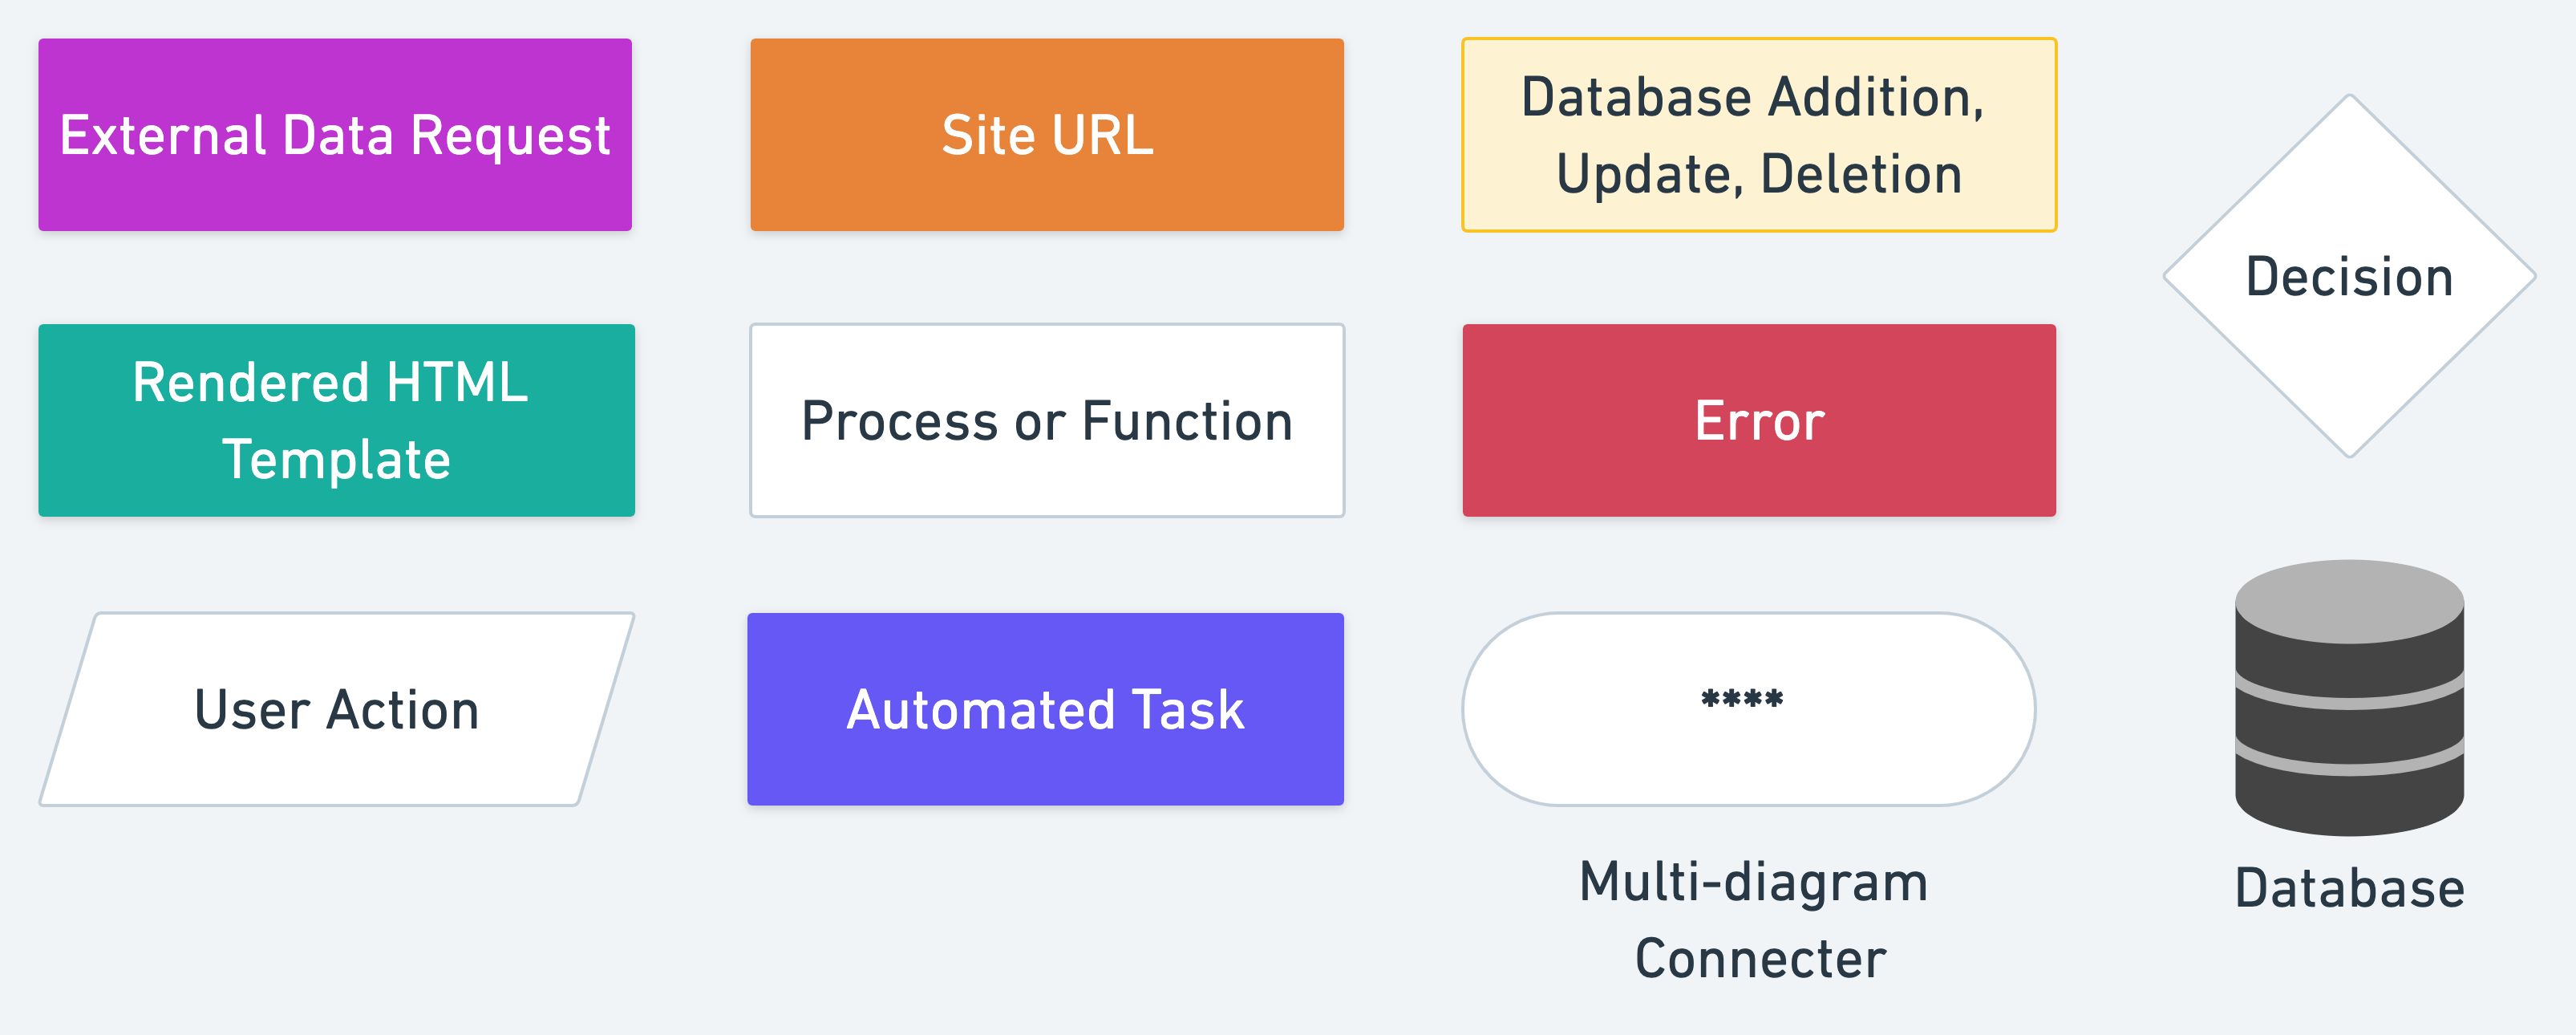 External Data Request
Site URL
Database Addition,
Update, Deletion
Decision
Rendered HTML
Template
Process or Function
Error
User Action
Automated Task
****
Multi-diagram
Connecter
Database